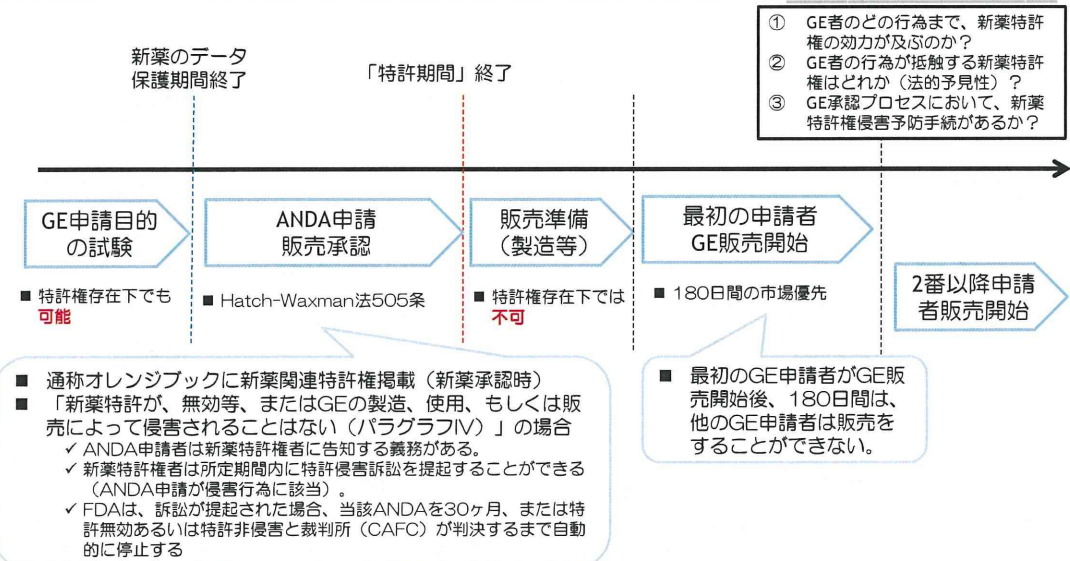 ① GE者のどの行為まで、新薬特許
権の効力が及ぶのか？
② GE者の行為が抵触する新薬特許
権はどれか（法的予見性）？
③ GE承認プロセスにおいて、新薬
特許権侵害予防手続があるか？
新薬のデータ
保護期間終了
「特許期間」終了
GE申請目的
の試験
ANDA申請
販売承認
販売準備
（製造等）
最初の申請者
GE販売開始
2番以降申請
者販売開始
■ 特許権存在下でも
可能
■ Hatch-Waxman法505条
■ 特許権存在下では
不可
■ 180日間の市場優先
■ 通称オレンジブックに新薬関連特許権掲載（新薬承認時）
■ 「新薬特許が、無効等、またはGEの製造、使用、もしくは販
売によって侵害されることはない（パラグラフIV）」の場合
✓ ANDA申請者は新薬特許権者に告知する義務がある。
✓ 新薬特許権者は所定期間内に特許侵害訴訟を提起することができる
（ANDA申請が侵害行為に該当）。
✓ FDAは、訴訟が提起された場合、当該ANDAを30ヶ月、または特
許無効あるいは特許非侵害と裁判所（CAFC）が判決するまで自動
的に停止する
■ 最初のGE申請者がGE販
売開始後、180日間は、
他のGE申請者は販売を
することができない。